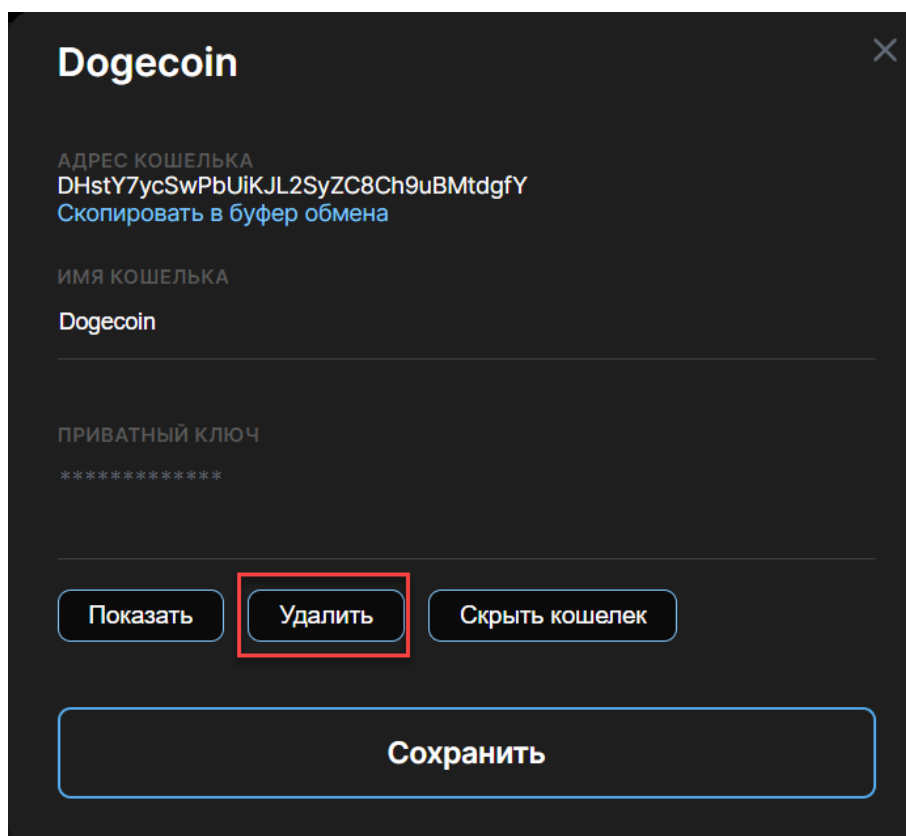 Dogecoin
АДРЕС КОШЕЛЬКА
DHstY7ycSwPbUiKJL2SyZC8Ch9uBMtdgfY
Скопировать в буфер обмена
ИМЯ КОШЕЛЬКА
Dogecoin
ПРИВАТНЫЙ КЛЮЧ
*************
Показать Удалить Скрыть кошелек
Сохранить